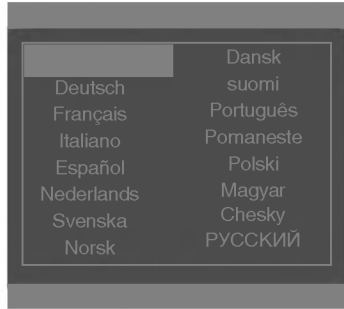 Deutsch
Français
Italiano
Español
Nederlands
Svenska
Norsk
Dansk
suomi
Português
Pomaneste
Polski
Magyar
Chesky
РУССКИЙ